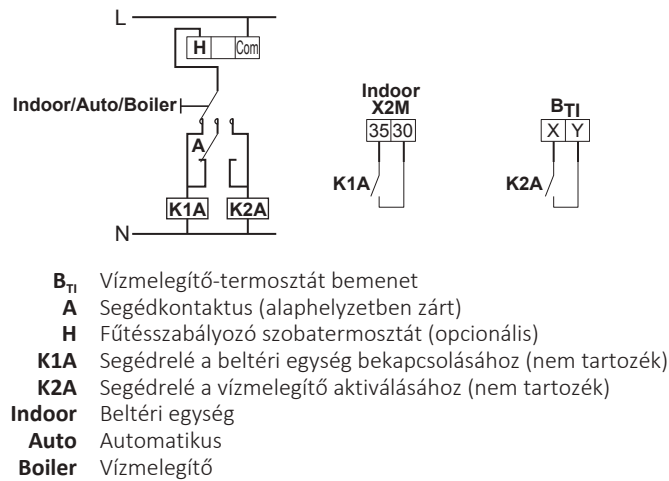 L
H Com
Indoor/Auto/Boiler
A
K1A K2A
N
Indoor
X2M
35 30
K1A
BTI
X Y
K2A
BTI Vízmelegítő-termosztát bemenet
A Segédkontaktus (alaphelyzetben zárt)
H Fűtésszabályozó szobatermosztát (opcionális)
K1A Segédrelé a beltéri egység bekapcsolásához (nem tartozék)
K2A Segédrelé a vízmelegítő aktiválásához (nem tartozék)
Indoor Beltéri egység
Auto Automatikus
Boiler Vízmelegítő